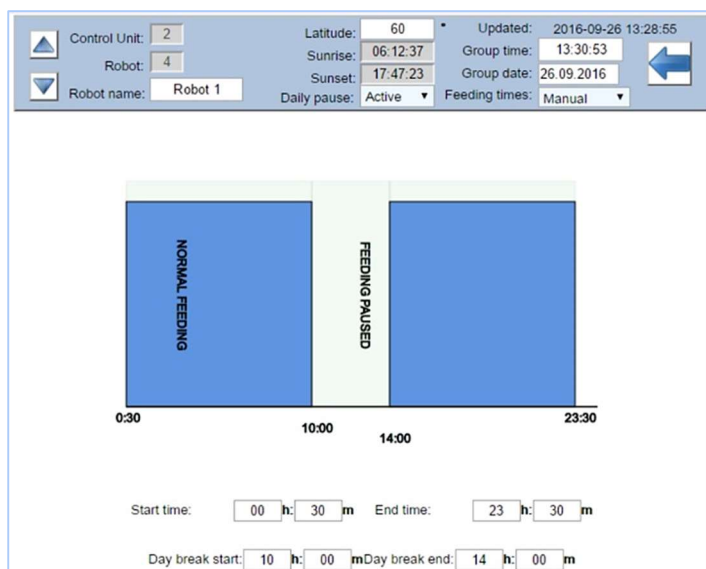 Control Unit: 2 Latitude: 60 ° Updated: 2016-09-26 13:28:55
Robot: 4 Sunrise: 06:12:37 Group time: 13:30:53
Sunset: 17:47:23 Group date: 26.09.2016
Robot name: Robot 1 Daily pause: Active Feeding times: Manual
NORMAL FEEDING
FEEDING PAUSED
0:30 10:00 14:00 23:30
Start time: 00 h: 30 m End time: 23 h: 30 m
Day break start: 10 h: 00 m Day break end: 14 h: 00 m